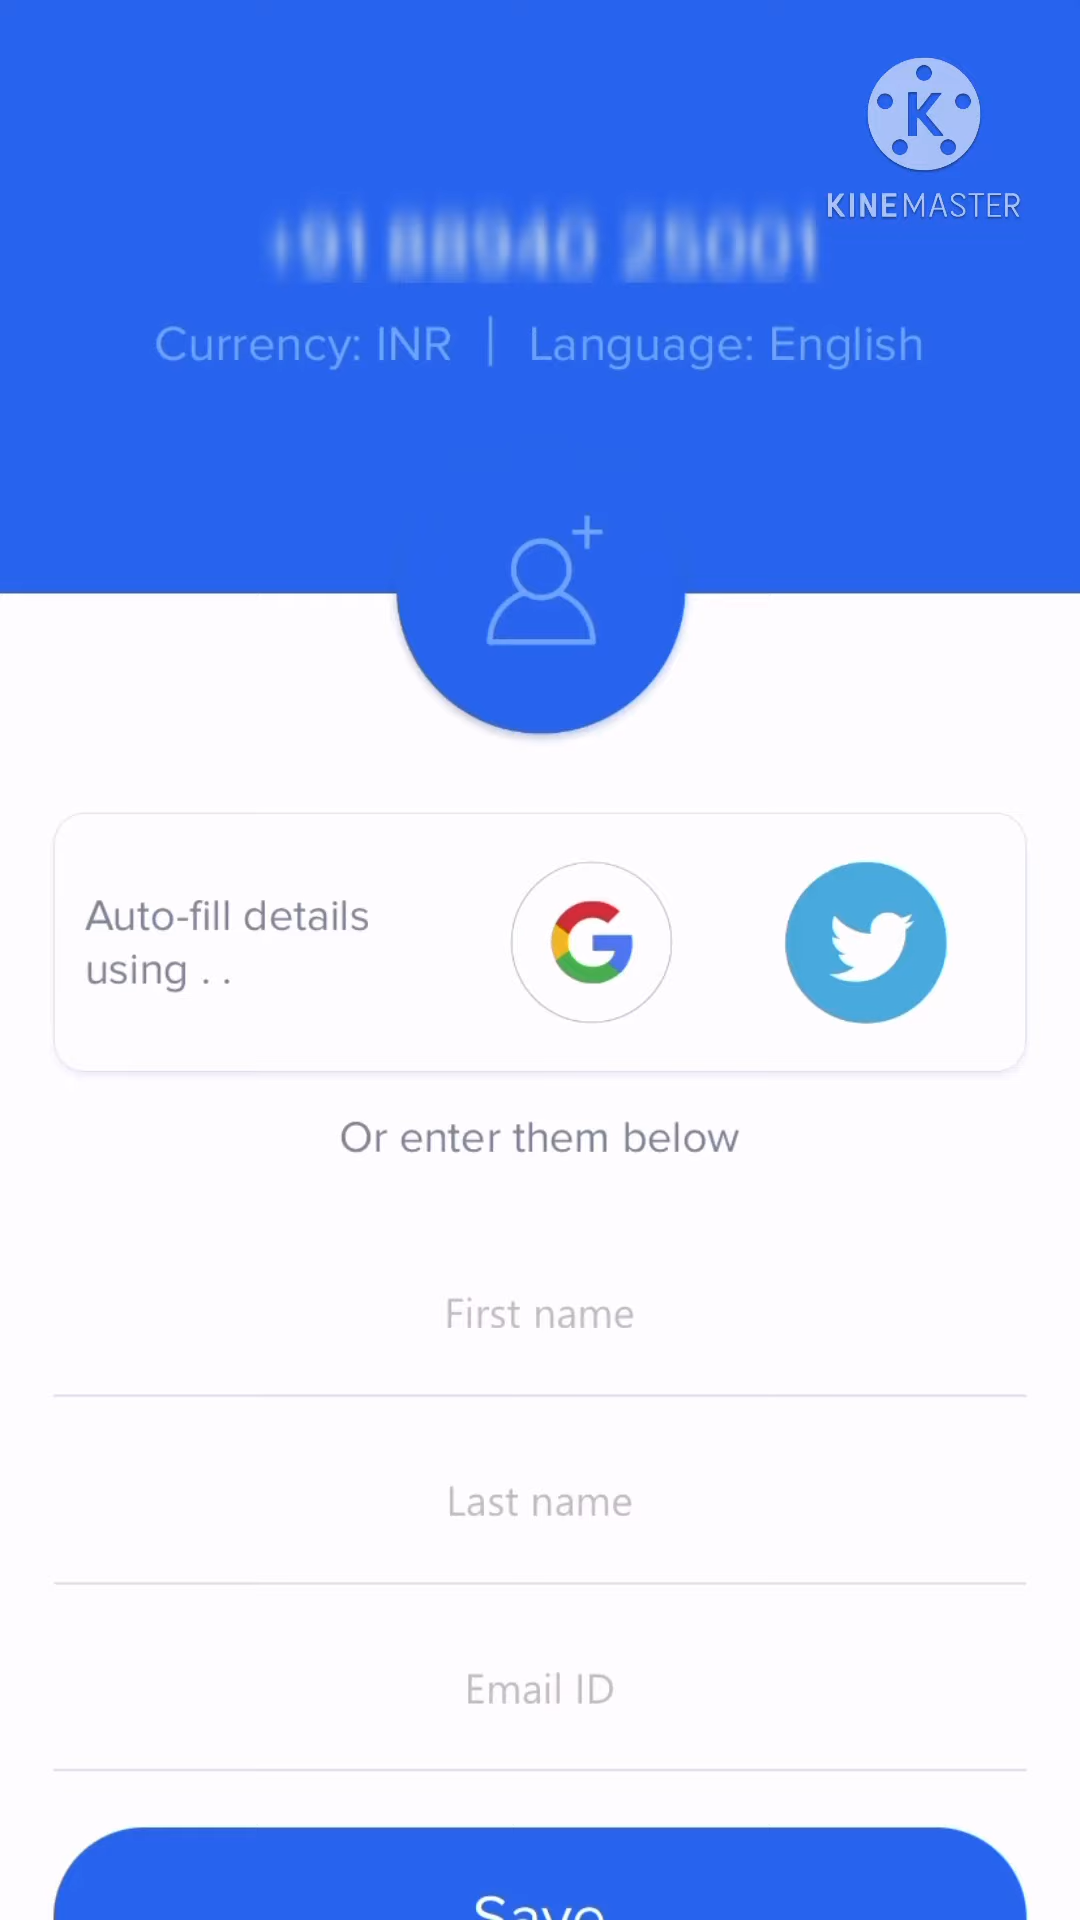 K
KINEMASTER
Currency: INR | Language: English
Auto-fill details
using . .
Or enter them below
First name
Last name
Email ID
Save